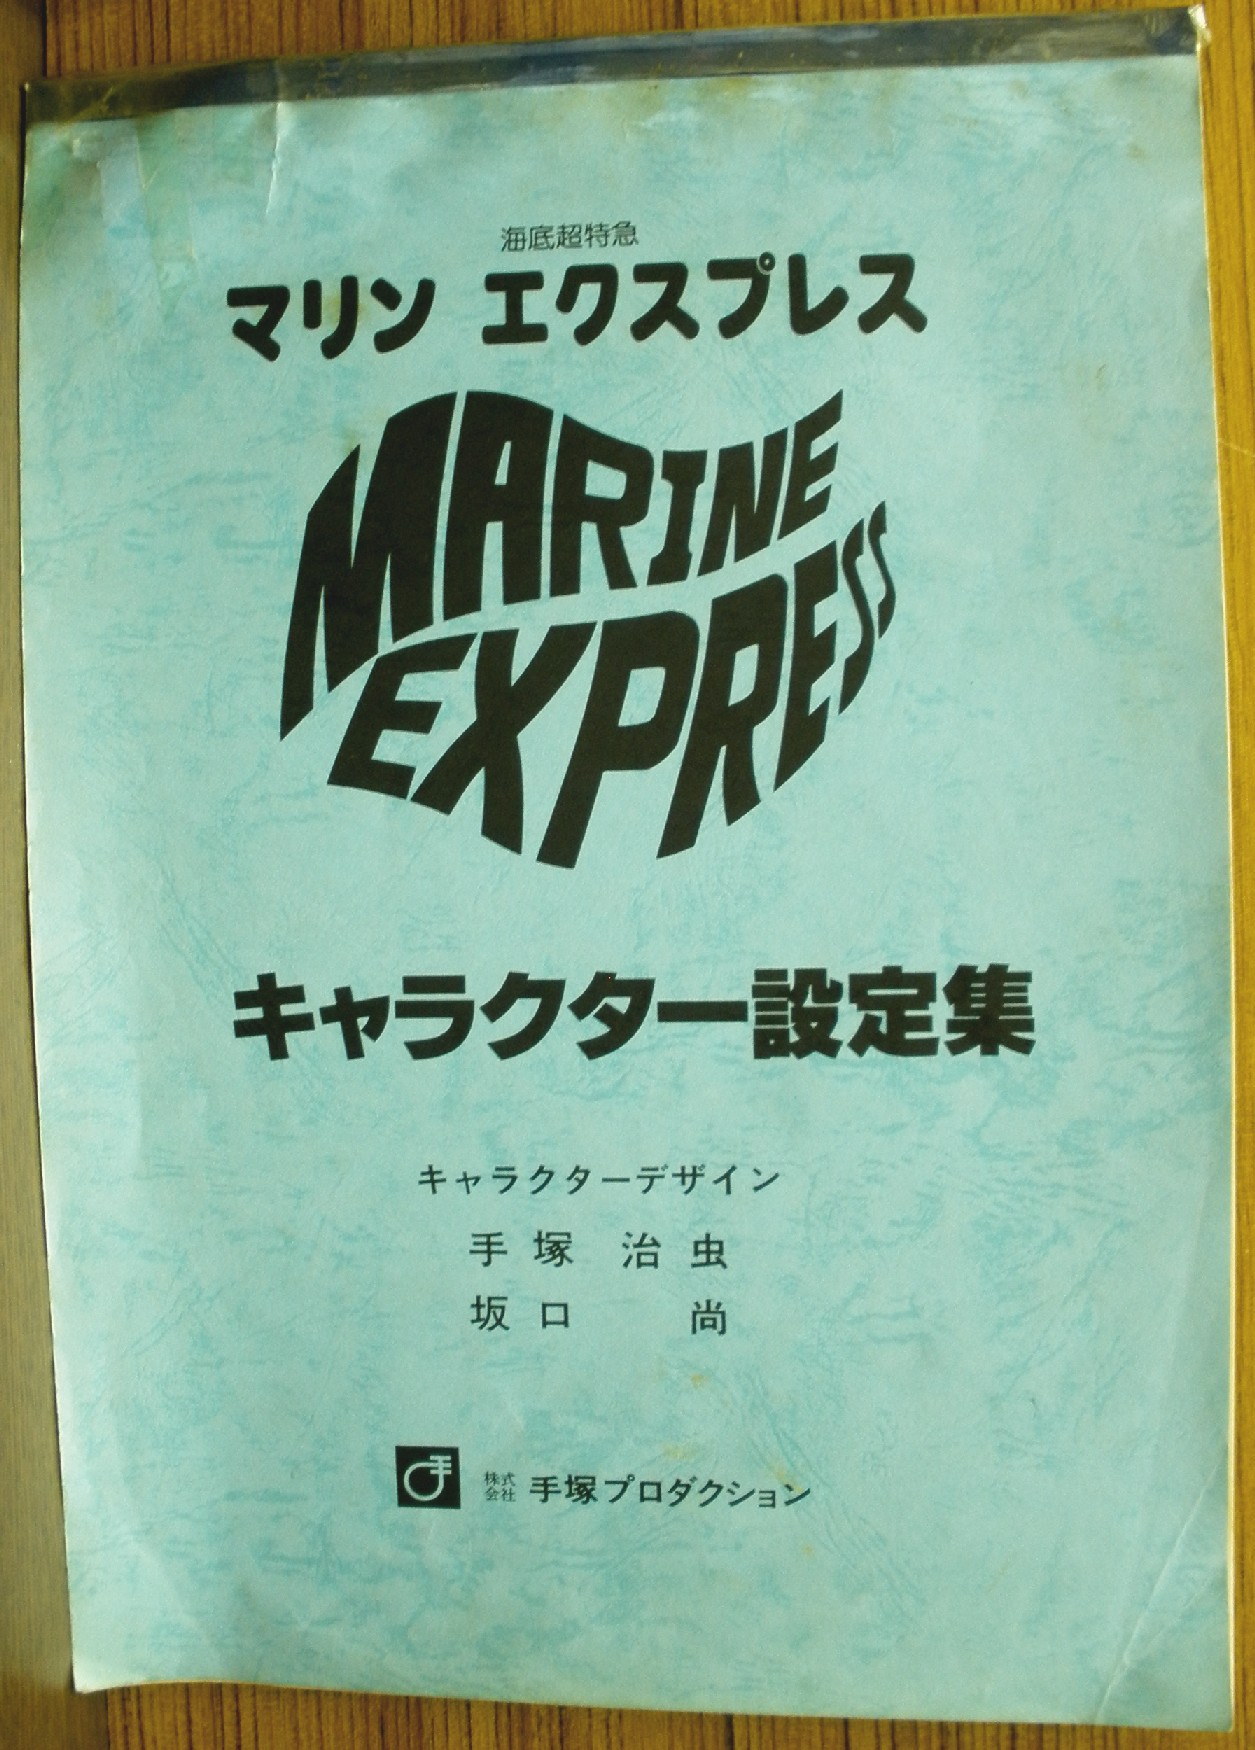 海底超特急
マリン エクスプレス
MARINE
EXPRESS
キャラクター設定集
キャラクターデザイン
手塚 治虫
坂口 尚
株式会社 手塚プロダクション